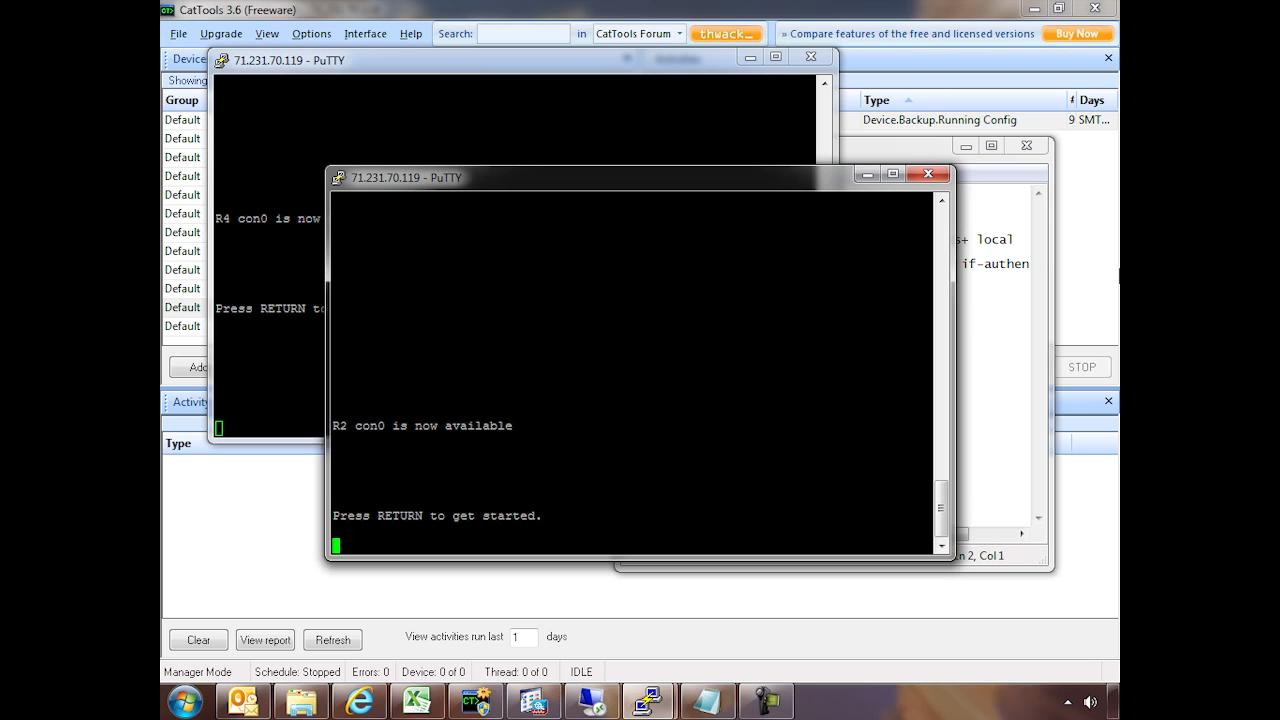 CatTools 3.6 (Freeware)
File Upgrade View Options Interface Help Search: in CatTools Forum thwack_ » Compare features of the free and licensed versions Buy Now
Device
71.231.70.119 - PuTTY
Showing
Group
Type
Days
Default
Device.Backup.Running Config
9 SMT...
Default
Default
Default
Default
Default
Default
Default
Default
Default
Default
Default
R4 con0 is now
Press RETURN to
71.231.70.119 - PuTTY
s+ local
if-authen
R2 con0 is now available
Press RETURN to get started.
Add
STOP
Activity
Type
Ln 2, Col 1
Clear View report Refresh View activities run last 1 days
Manager Mode Schedule: Stopped Errors: 0 Device: 0 of 0 Thread: 0 of 0 IDLE